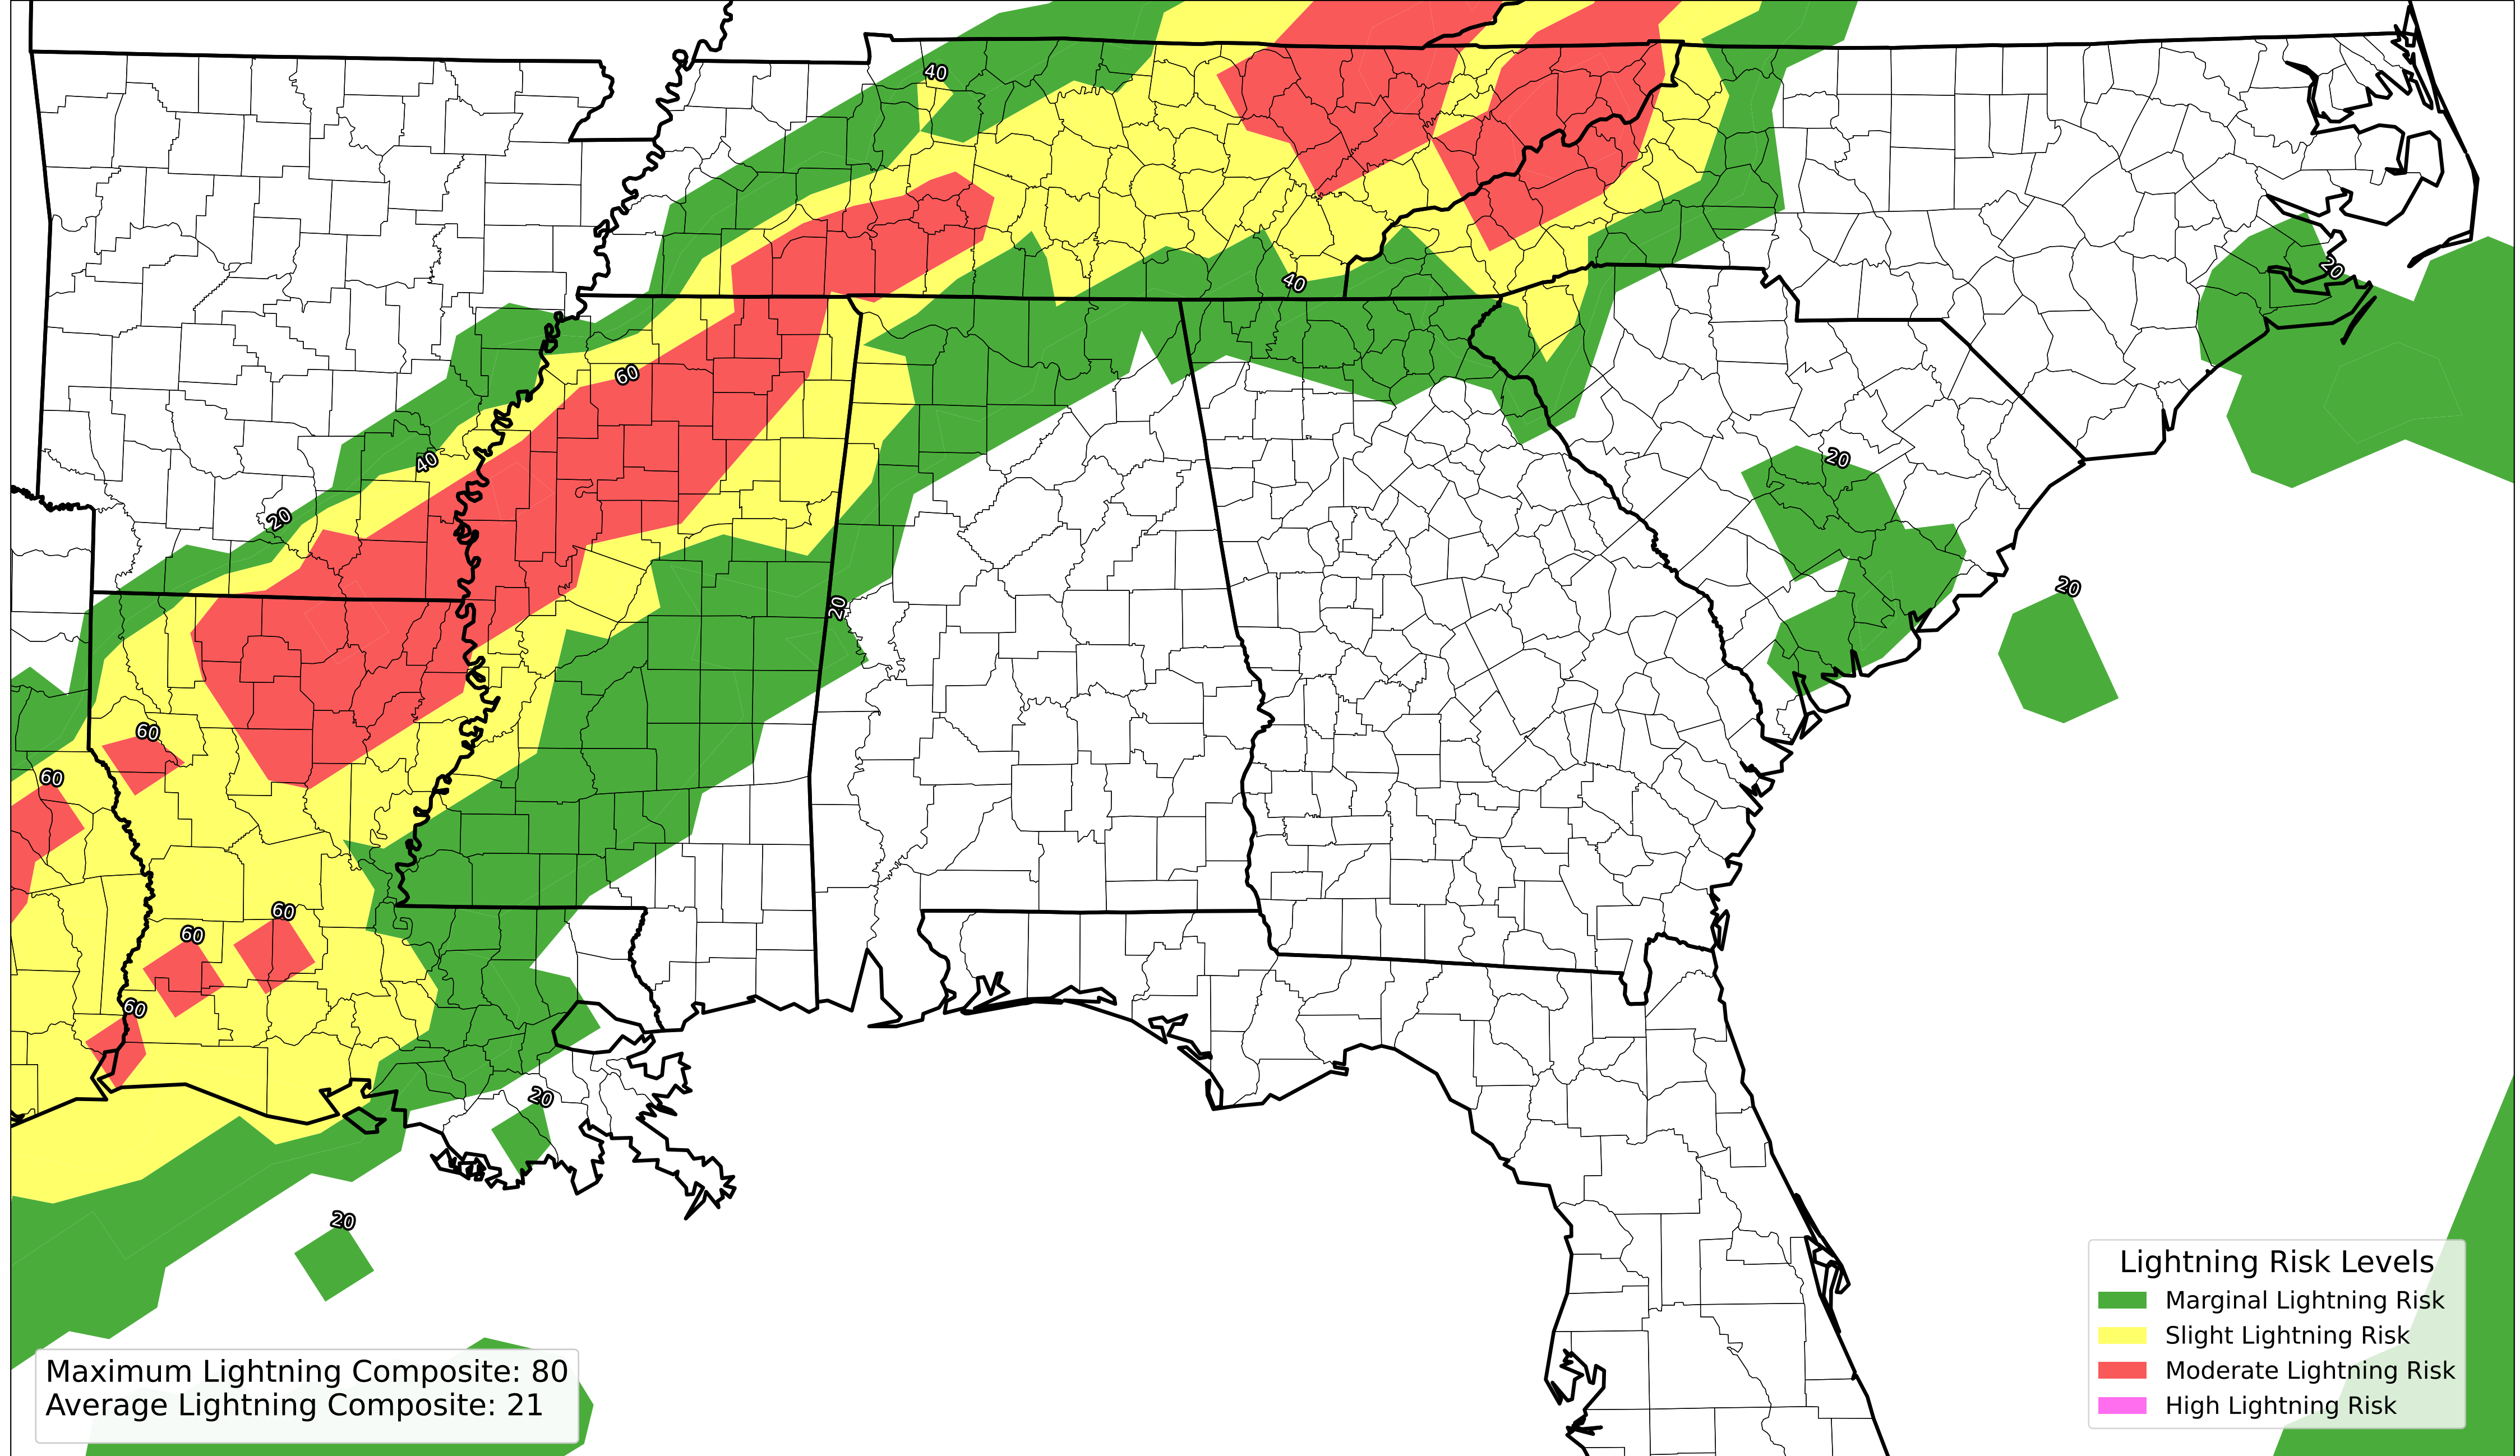 40
20
40
60
20
40
20
20
20
20
60
60
60
60
60
20
20
Lightning Risk Levels
Marginal Lightning Risk
Slight Lightning Risk
Moderate Lightning Risk
High Lightning Risk
Maximum Lightning Composite: 80
Average Lightning Composite: 21